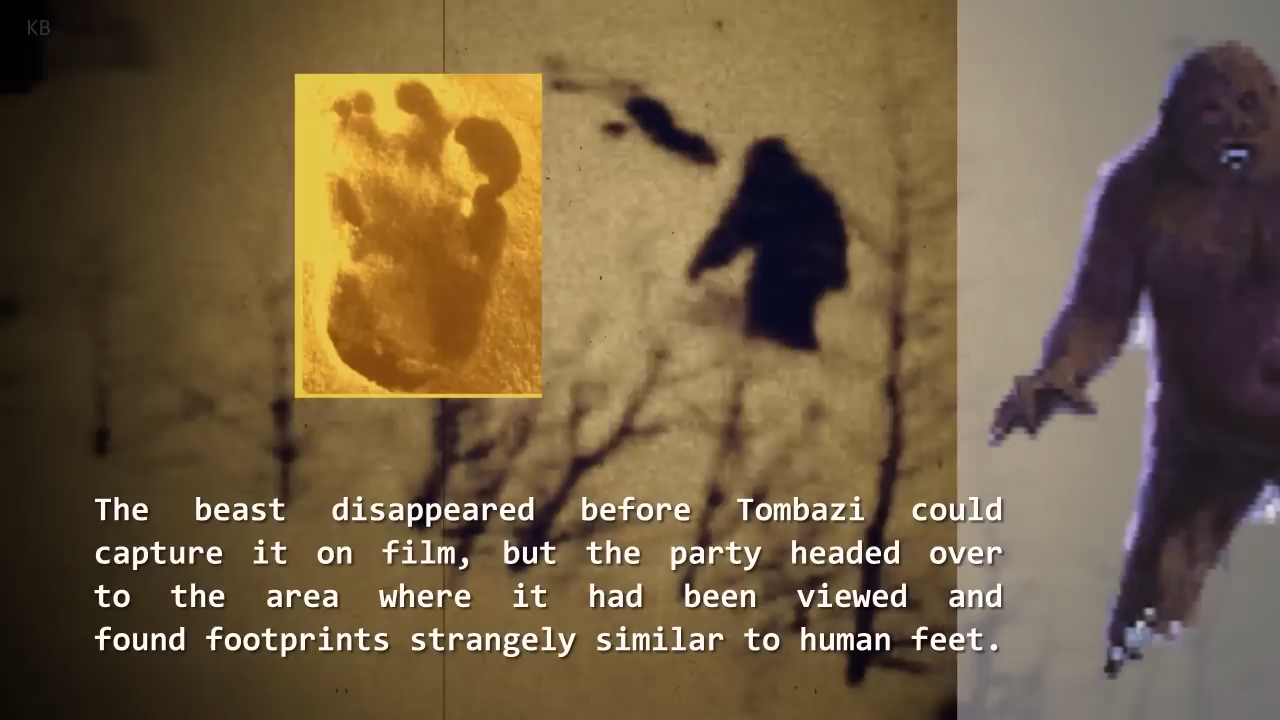 KB
The beast disappeared before Tombazi could
capture it on film, but the party headed over
to the area where it had been viewed and
found footprints strangely similar to human feet.